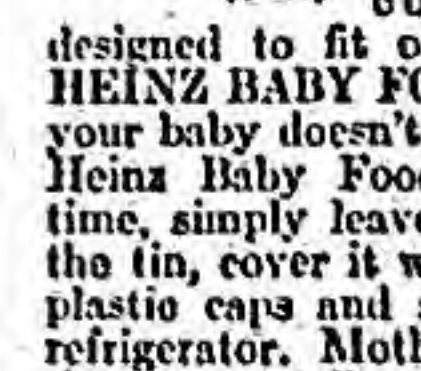 designed to fit o
HEINZ BABY FO
your baby doesn't
Heinz Baby Foo
time, simply leave
the tin, cover it w
plastic caps and
refrigerator. Moth